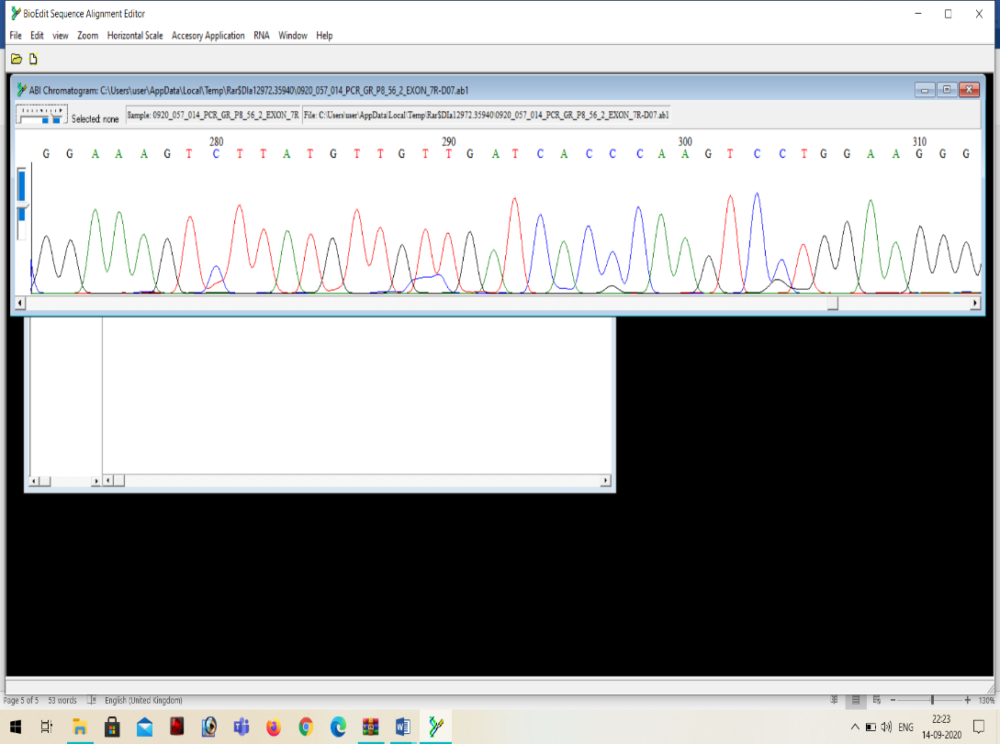 BioEdit Sequence Alignment Editor
File Edit view Zoom Horizontal Scale Accesory Application RNA Window Help
ABI Chromatogram: C:\Users\user\AppData\Local\Temp\Rar$DIa12972.35940\0920_057_014_PCR_GR_P8_56_2_EXON_7R-D07.ab1
Selected: none
Sample: 0920_057_014_PCR_GR_P8_56_2_EXON_7R
File: C:\Users\user\AppData\Local\Temp\Rar$DIa12972.35940\0920_057_014_PCR_GR_P8_56_2_EXON_7R-D07.ab1
280 290 300 310
G G A A A G T C T T A T G T T G T T G A T C A C C C A A G T C C T G G A A G G G
Page 5 of 5 53 words English (United Kingdom) 130%
ENG
22:23
14-09-2020